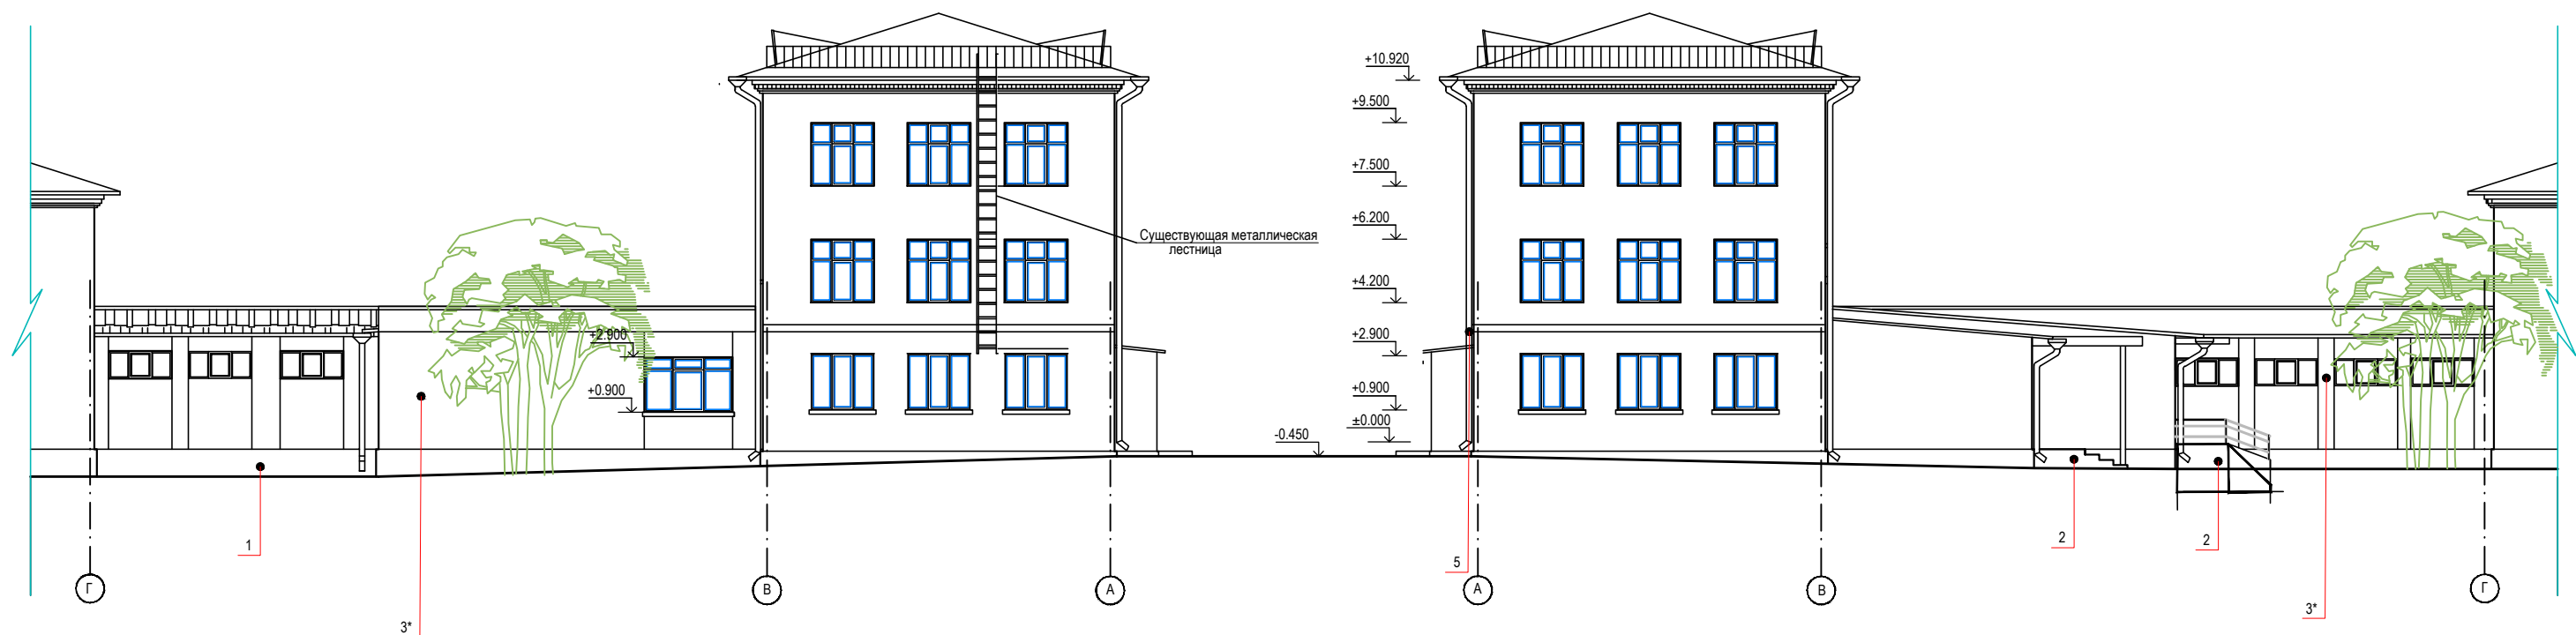 +10.920
+9.500
+7.500
+6.200
Существующая металлическая
лестница
+4.200
+2.900
+2.900
+0.900
+0.900
±0.000
-0.450
1
2
2
5
Г
В
А
А
В
Г
3*
3*